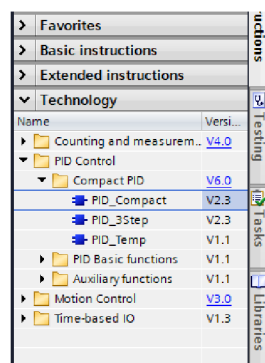 Favorites
Basic instructions
Extended instructions
Technology
Name Versi...
Counting and measurem.. V4.0
PID Control
Compact PID V6.0
PID_Compact V2.3
PID_3Step V2.3
PID_Temp V1.1
PID Basic functions V1.1
Auxiliary functions V1.1
Motion Control V3.0
Time-based IO V1.3
uctions
Testing
Tasks
Libraries